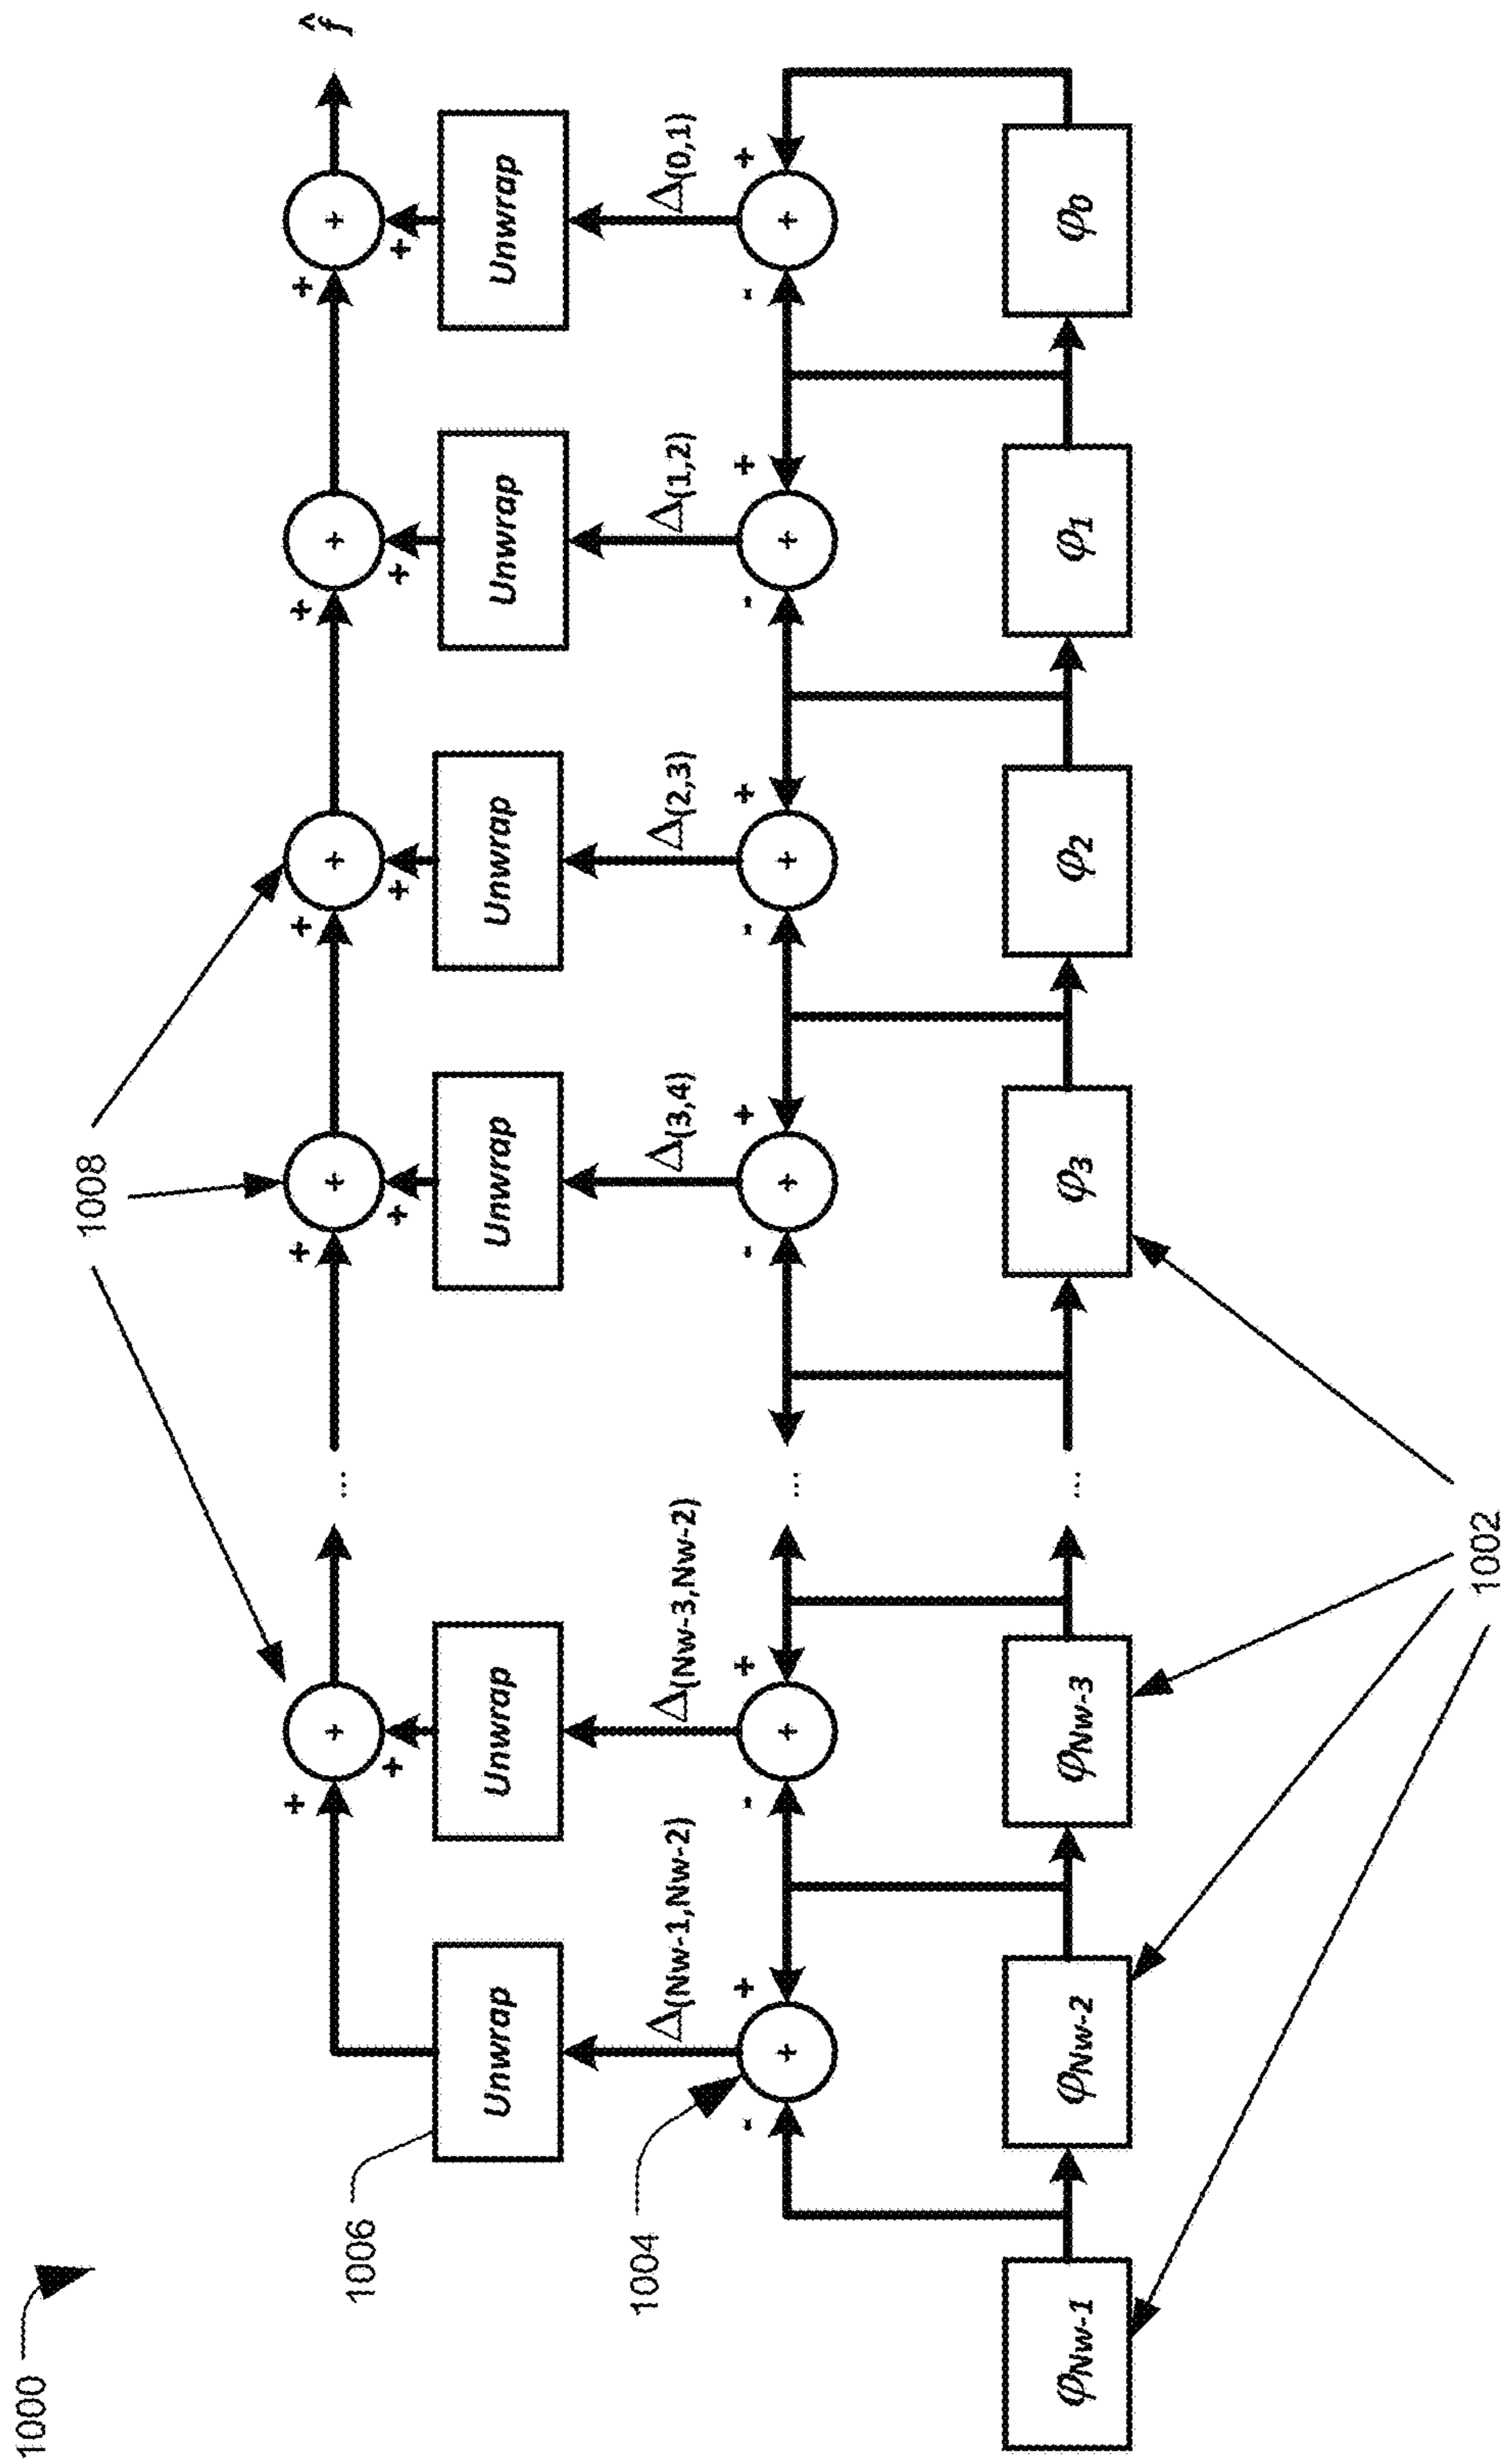 1000
1008
f̂
+ + + + + +
+ + + + +
+ + + + +
1006
Unwrap Unwrap Unwrap Unwrap Unwrap Unwrap
Δ(Nw-1,Nw-2) Δ(Nw-3,Nw-2) Δ(3,4) Δ(2,3) Δ(1,2) Δ(0,1)
1004
- + - + - + - + - + - +
+ + + + + +
... ... ...
φNw-1 φNw-2 φNw-3 φ3 φ2 φ1 φ0
1002